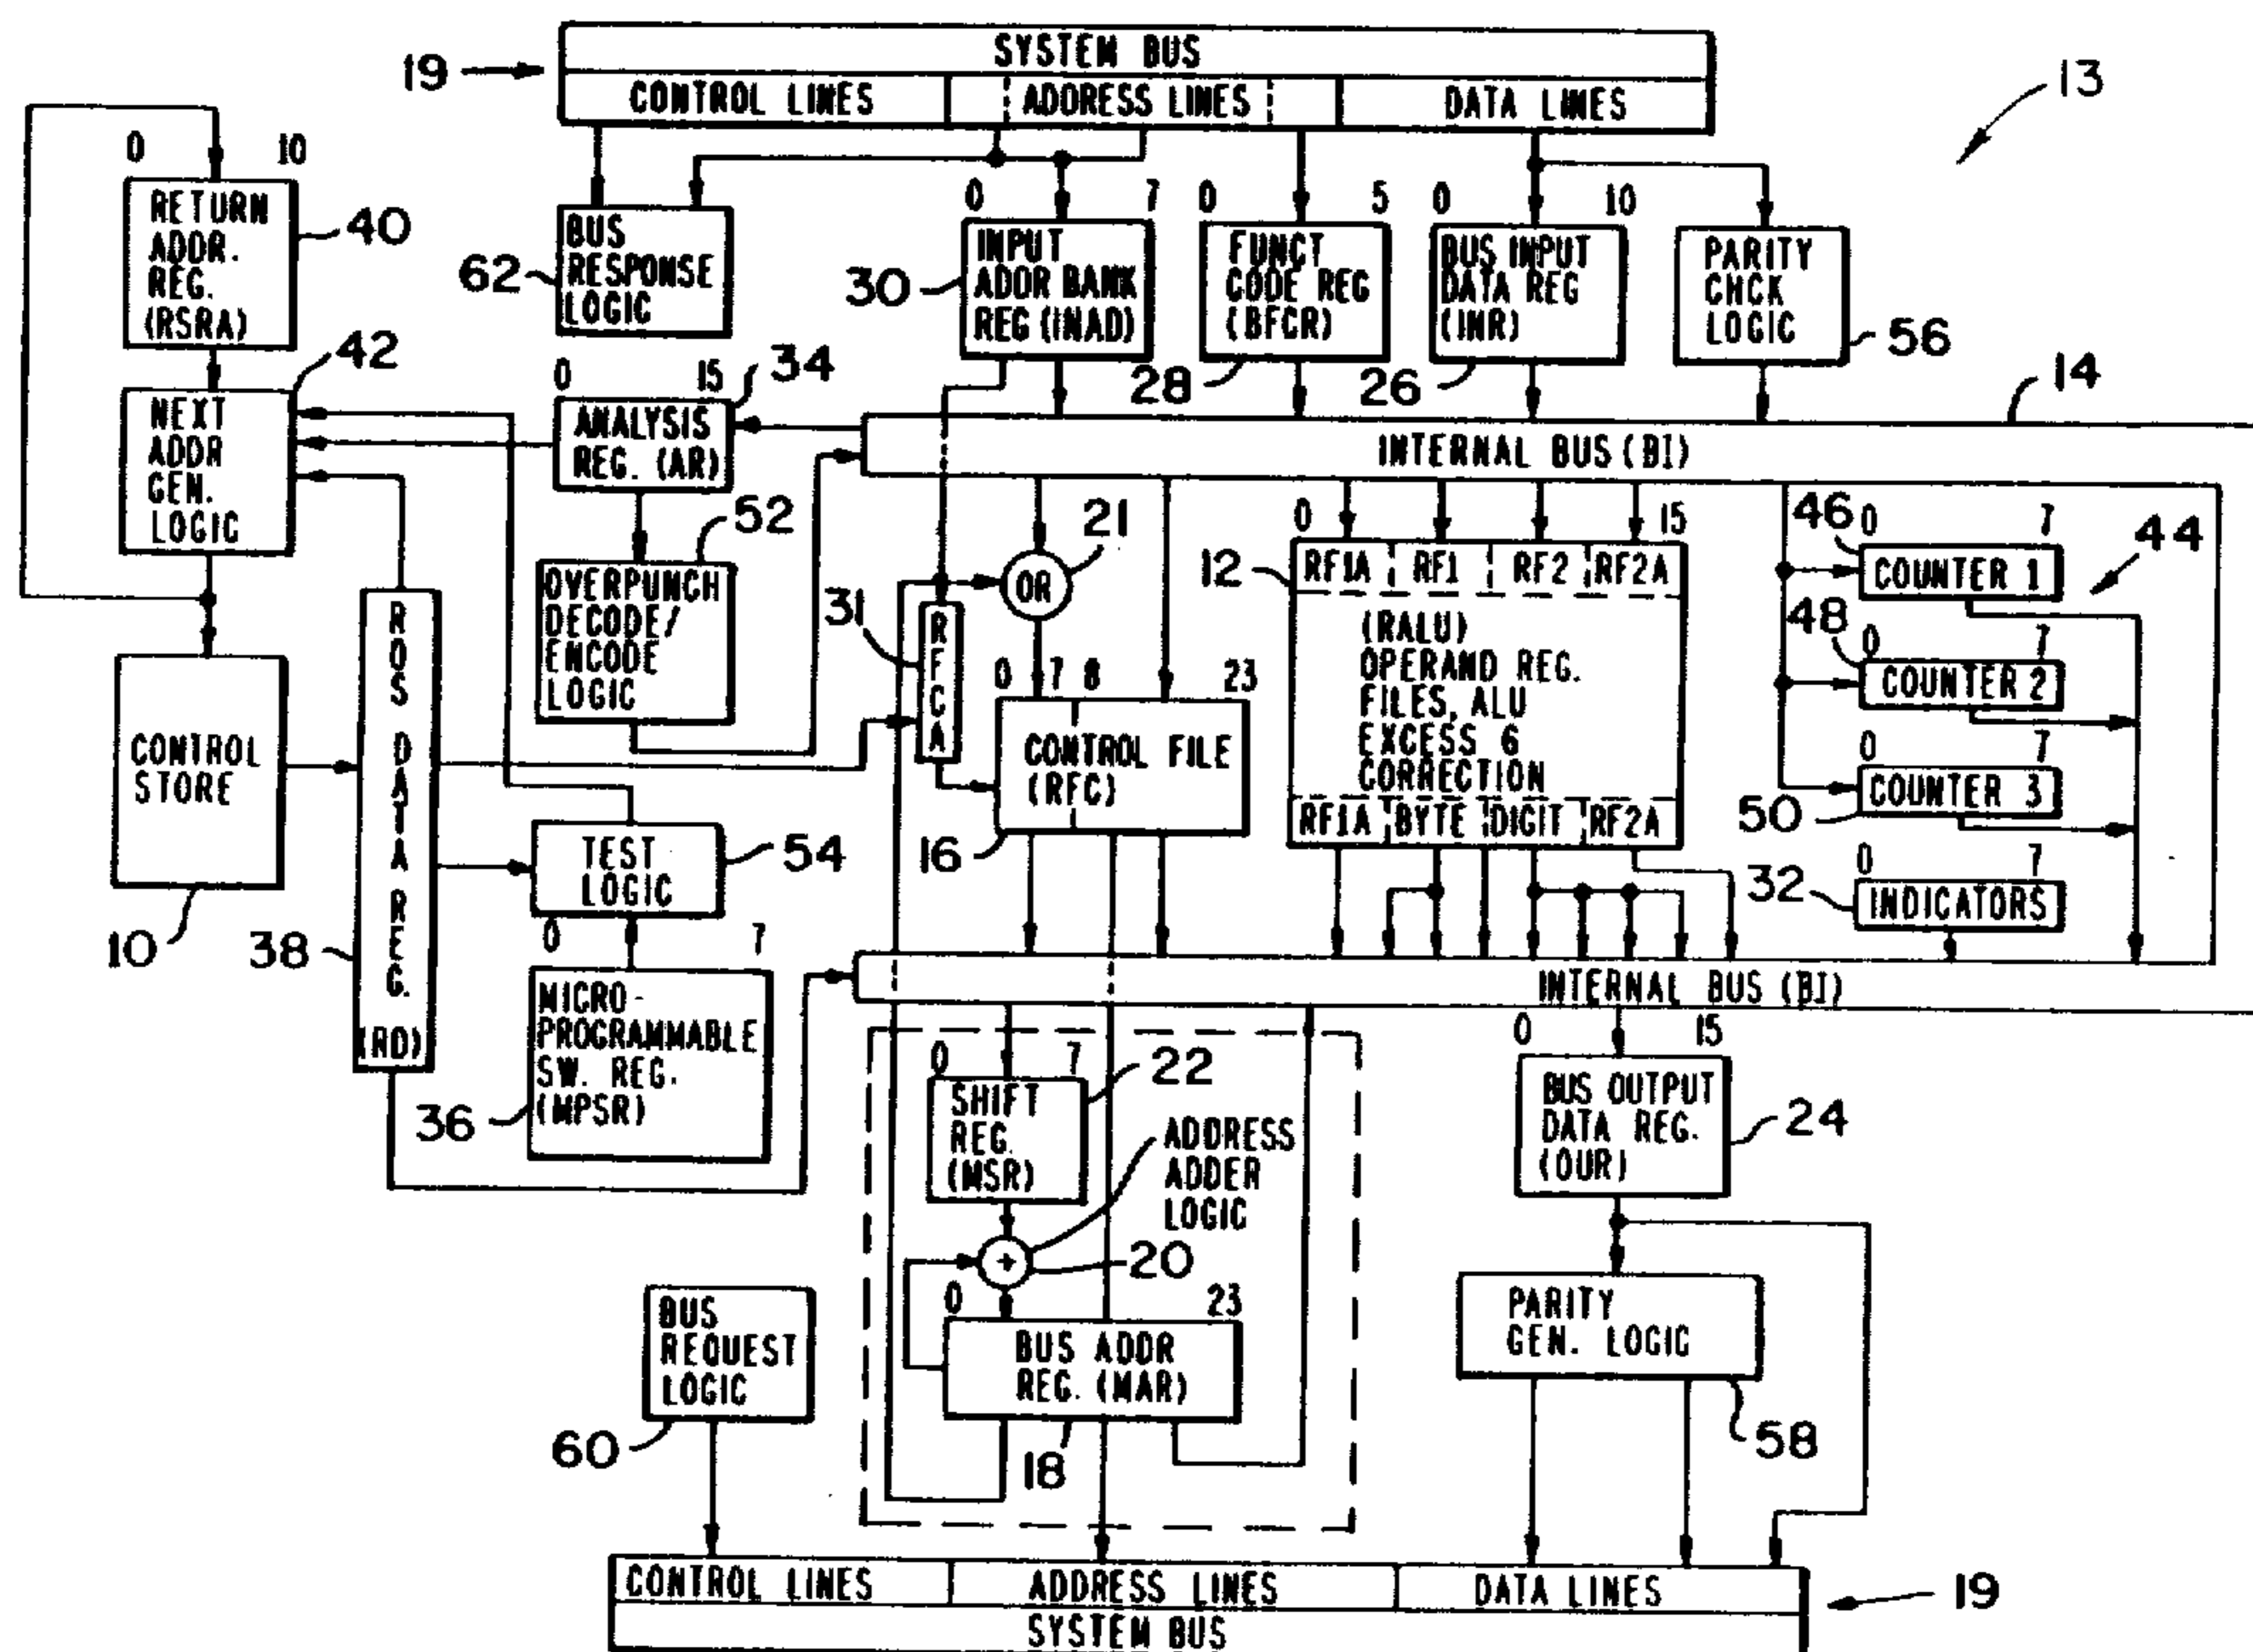 SYSTEM BUS
19
CONTROL LINES
ADDRESS LINES
DATA LINES
13
0 10
RETURN
ADDR.
REG.
(RSRA)
40
62
BUS
RESPONSE
LOGIC
0 7
30
INPUT
ADDR BANK
REG (INAD)
0 5
FUNCT
CODE REG
(BFCR)
28
0 10
BUS INPUT
DATA REG
(INR)
26
PARITY
CHCK
LOGIC
56
42
NEXT
ADDR
GEN.
LOGIC
0 15
34
ANALYSIS
REG. (AR)
14
INTERNAL BUS (BI)
52
OVERPUNCH
DECODE/
ENCODE
LOGIC
21
OR
31
RFCA
0 7 8 23
CONTROL FILE
(RFC)
16
0 15
12
RF1A RF1 RF2 RF2A
(RALU)
OPERAND REG.
FILES, ALU
EXCESS 6
CORRECTION
RF1A BYTE DIGIT RF2A
46
0 7
44
COUNTER 1
48
0 7
COUNTER 2
0 7
COUNTER 3
50
0 7
32
INDICATORS
CONTROL
STORE
10
ROS DATA REG.
(RD)
38
TEST
LOGIC
54
0 7
MICRO-
PROGRAMMABLE
SW. REG.
(MPSR)
36
INTERNAL BUS (BI)
0 7
22
SHIFT
REG.
(MSR)
ADDRESS
ADDER
LOGIC
+
20
0 23
BUS ADDR
REG. (MAR)
18
0 15
BUS OUTPUT
DATA REG.
(OUR)
24
PARITY
GEN. LOGIC
58
BUS
REQUEST
LOGIC
60
CONTROL LINES
ADDRESS LINES
DATA LINES
19
SYSTEM BUS